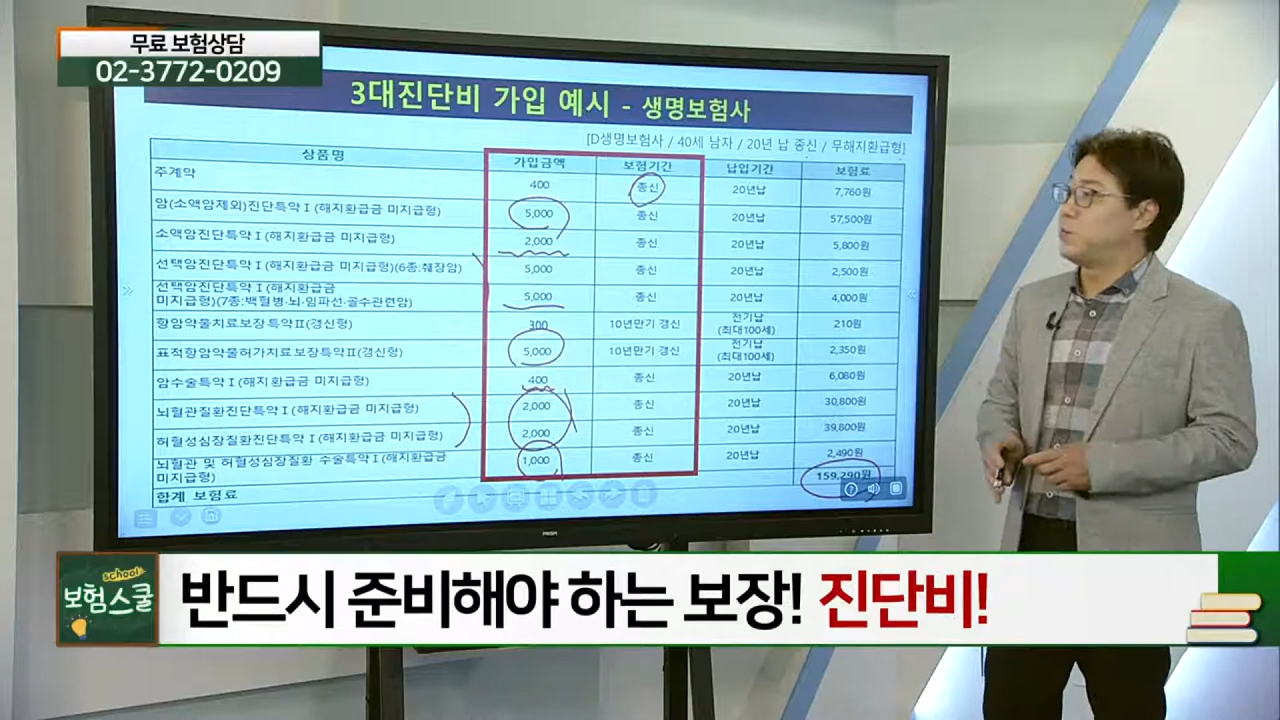 무료 보험상담
02-3772-0209
3대진단비 가입 예시 - 생명보험사
[D생명보험사 / 40세 남자 / 20년 납 종신 / 무해지환급형]
상품명 가입금액 보험기간 납입기간 보험료
주계약 400 종신 20년납 7,760원
암(소액암제외)진단특약Ⅰ(해지환급금 미지급형) 5,000 종신 20년납 57,500원
소액암진단특약Ⅰ(해지환급금 미지급형) 2,000 종신 20년납 5,800원
선택암진단특약Ⅰ(해지환급금 미지급형)(6종:췌장암) 5,000 종신 20년납 2,500원
선택암진단특약Ⅰ(해지환급금
미지급형)(7종:백혈병·뇌·임파선·골수관련암) 5,000 종신 20년납 4,000원
항암약물치료보장특약Ⅱ(갱신형) 300 10년만기 갱신 전기납
(최대100세) 210원
표적항암약물허가치료보장특약Ⅱ(갱신형) 5,000 10년만기 갱신 전기납
(최대100세) 2,350원
암수술특약Ⅰ(해지환급금 미지급형) 400 종신 20년납 6,080원
뇌혈관질환진단특약Ⅰ(해지환급금 미지급형) 2,000 종신 20년납 30,800원
허혈성심장질환진단특약Ⅰ(해지환급금 미지급형) 2,000 종신 20년납 39,800원
뇌혈관 및 허혈성심장질환 수술특약Ⅰ(해지환급금
미지급형) 1,000 종신 20년납 2,490원
합계 보험료 159,290원
school
보험스쿨
반드시 준비해야 하는 보장! 진단비!